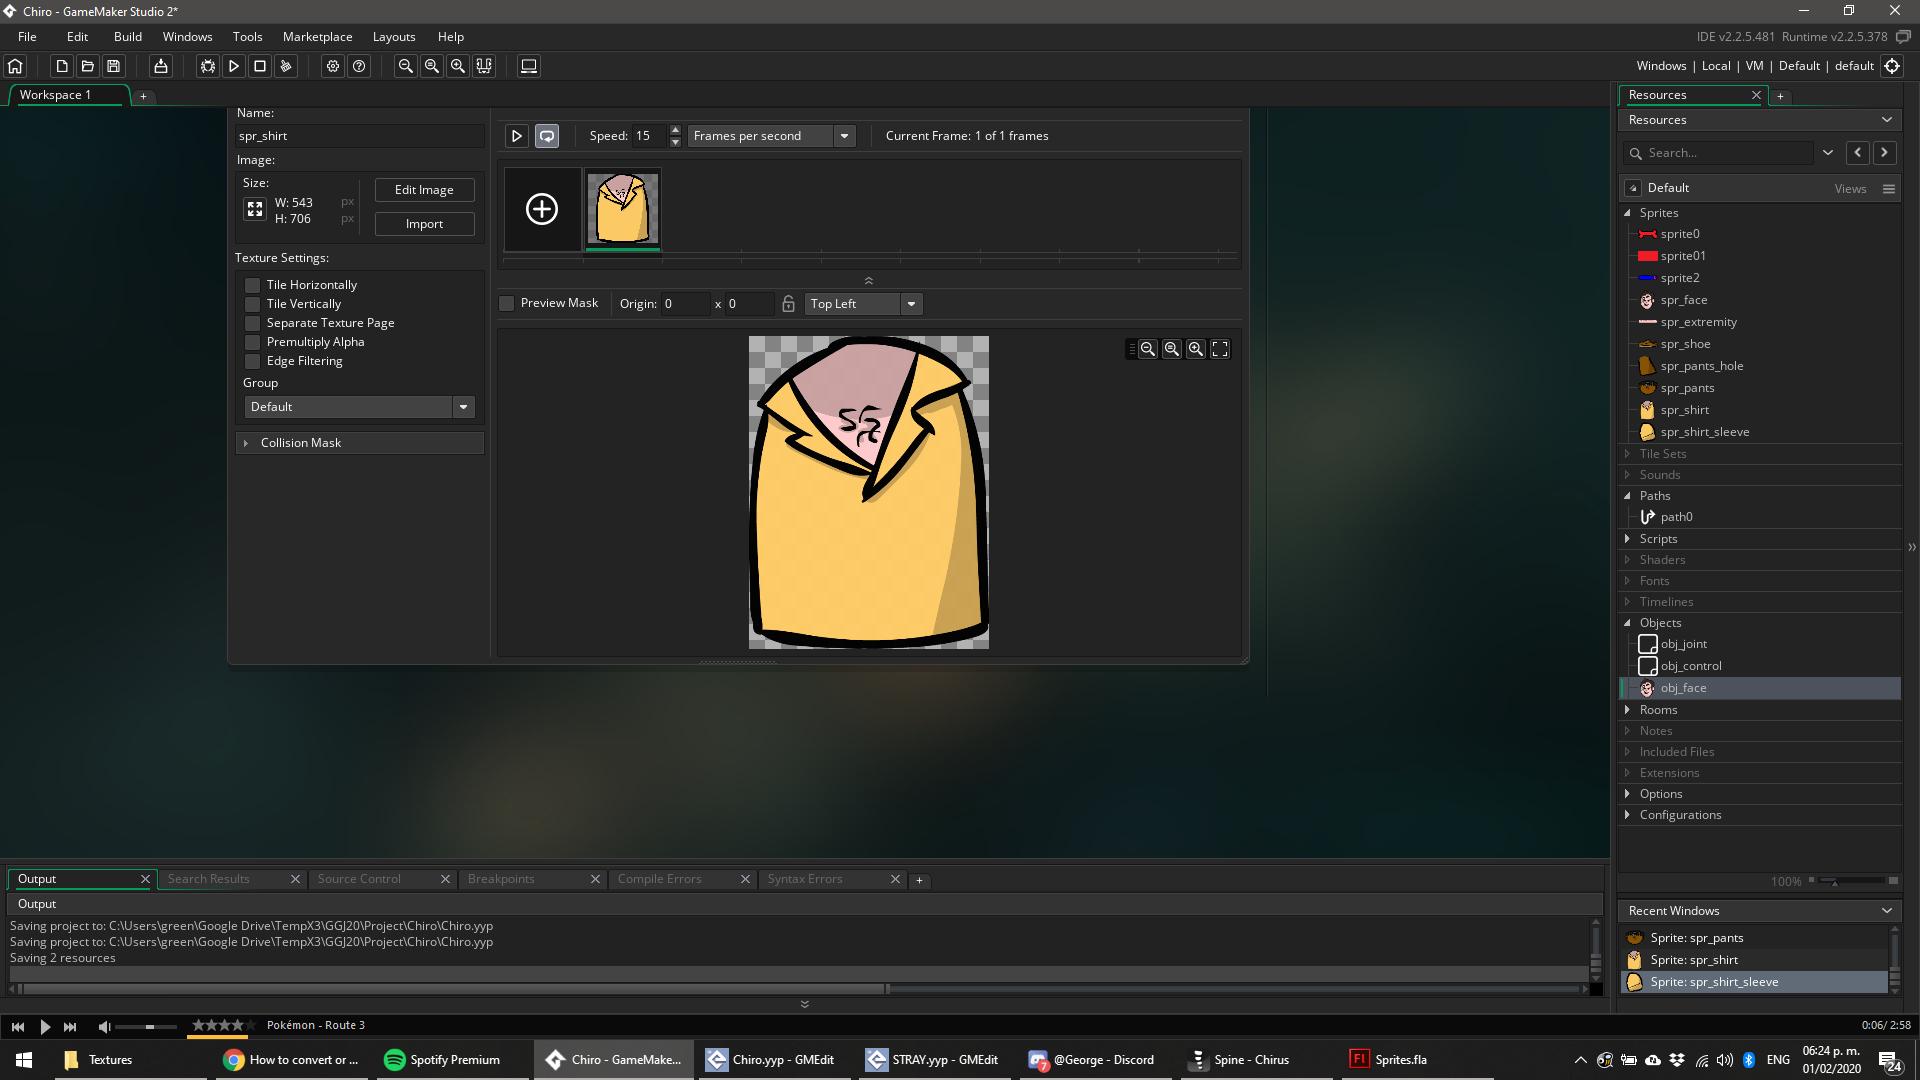 Chiro - GameMaker Studio 2*
File Edit Build Windows Tools Marketplace Layouts Help
IDE v2.2.5.481 Runtime v2.2.5.378
Windows | Local | VM | Default | default
Workspace 1
Name:
spr_shirt
Image:
Size:
W: 543 px
H: 706 px
Edit Image
Import
Texture Settings:
Tile Horizontally
Tile Vertically
Separate Texture Page
Premultiply Alpha
Edge Filtering
Group
Default
Collision Mask
Speed: 15 Frames per second Current Frame: 1 of 1 frames
Preview Mask Origin: 0 x 0 Top Left
Resources
Resources
Search...
Default Views
Sprites
sprite0
sprite01
sprite2
spr_face
spr_extremity
spr_shoe
spr_pants_hole
spr_pants
spr_shirt
spr_shirt_sleeve
Tile Sets
Sounds
Paths
path0
Scripts
Shaders
Fonts
Timelines
Objects
obj_joint
obj_control
obj_face
Rooms
Notes
Included Files
Extensions
Options
Configurations
100%
Recent Windows
Sprite: spr_pants
Sprite: spr_shirt
Sprite: spr_shirt_sleeve
Output Search Results Source Control Breakpoints Compile Errors Syntax Errors
Output
Saving project to: C:\Users\green\Google Drive\TempX3\GGJ20\Project\Chiro\Chiro.yyp
Saving project to: C:\Users\green\Google Drive\TempX3\GGJ20\Project\Chiro\Chiro.yyp
Saving 2 resources
Pokémon - Route 3
0:06/ 2:58
Textures
How to convert or ...
Spotify Premium
Chiro - GameMake...
Chiro.yyp - GMEdit
STRAY.yyp - GMEdit
7
@George - Discord
Spine - Chirus
Fl
Sprites.fla
ENG
06:24 p. m.
01/02/2020
24